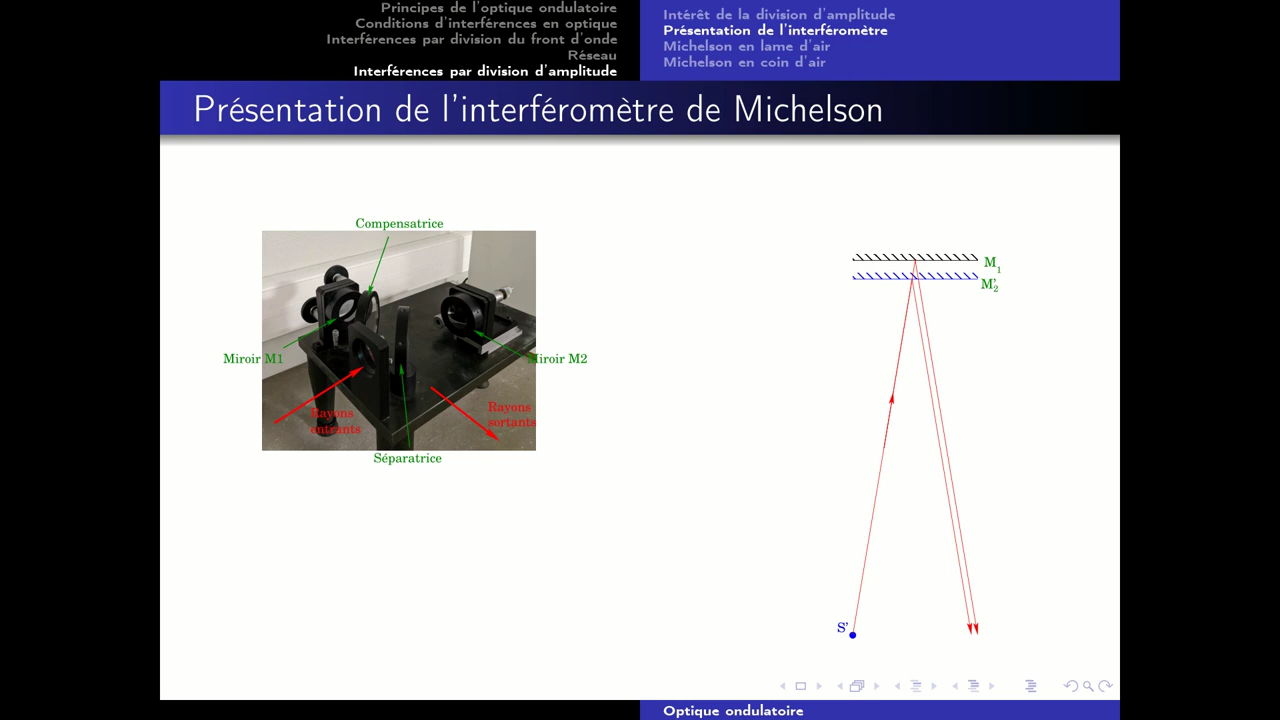 Principes de l'optique ondulatoire
Conditions d'interférences en optique
Interférences par division du front d'onde
Réseau
Interférences par division d'amplitude
Intérêt de la division d'amplitude
Présentation de l'interféromètre
Michelson en lame d'air
Michelson en coin d'air
Présentation de l'interféromètre de Michelson
Compensatrice
Miroir M1
Miroir M2
Rayons
entrants
Rayons
sortants
Séparatrice
M1
M'2
S'
Optique ondulatoire